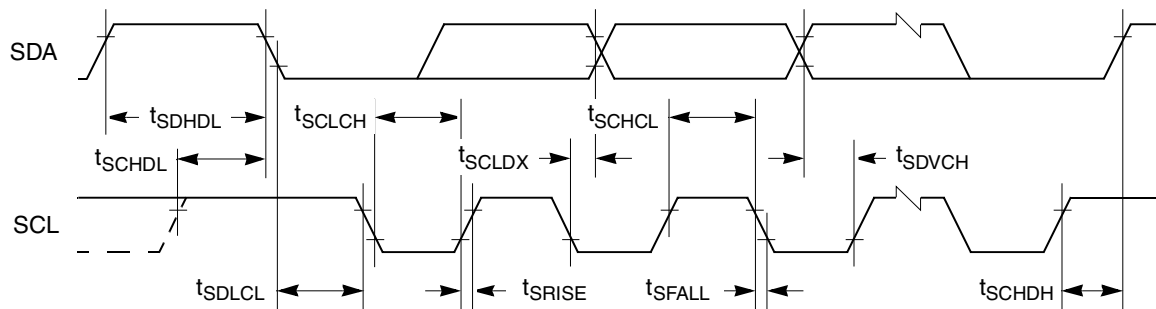 SDA
tSDHDL
tSCLCH
tSCHCL
tSCHDL
tSCLDX
tSDVCH
SCL
tSDLCL
tSRISE
tSFALL
tSCHDH